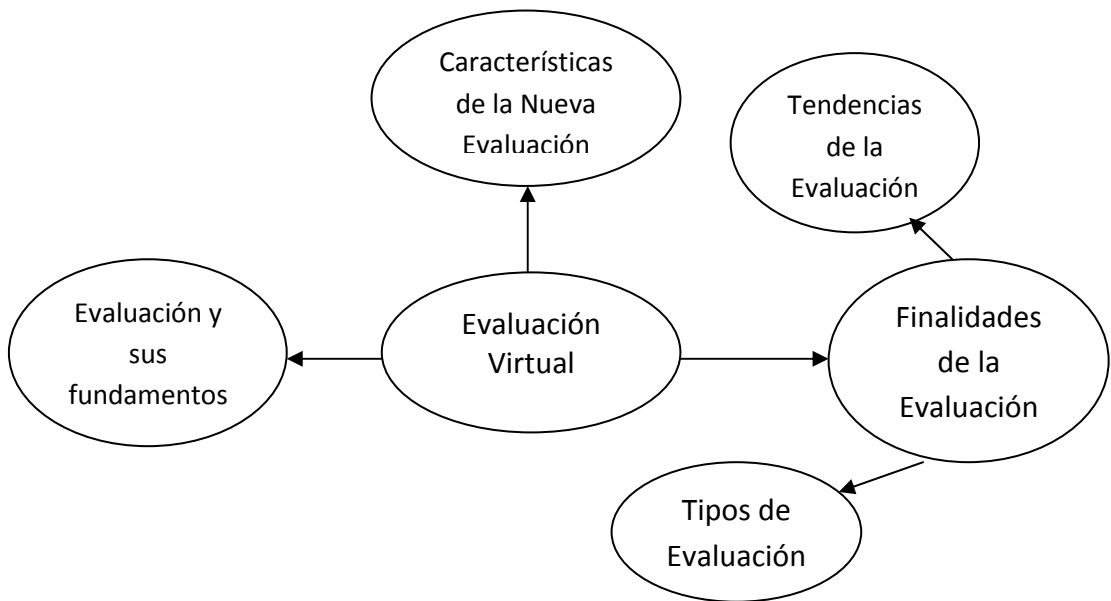 Características
de la Nueva
Evaluación
Tendencias
de la
Evaluación
Evaluación y
sus
fundamentos
Evaluación
Virtual
Finalidades
de la
Evaluación
Tipos de
Evaluación